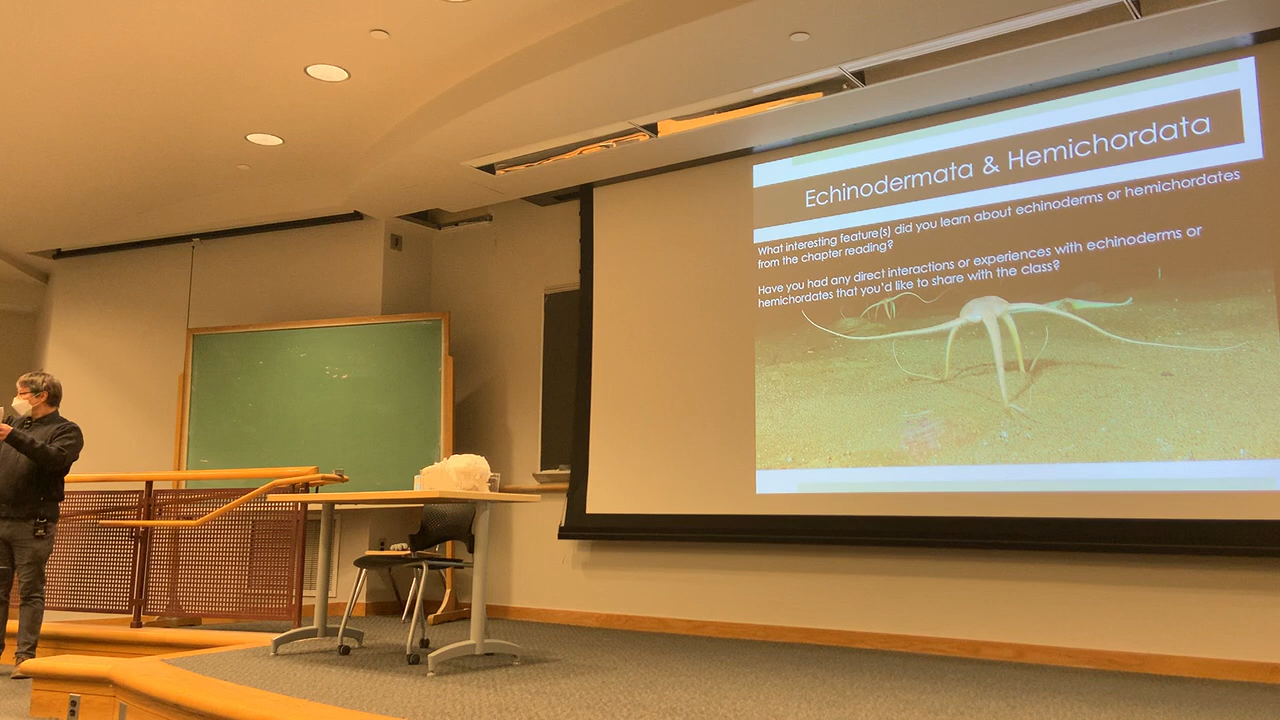 Echinodermata & Hemichordata
What interesting feature(s) did you learn about echinoderms or hemichordates
from the chapter reading?
Have you had any direct interactions or experiences with echinoderms or
hemichordates that you'd like to share with the class?